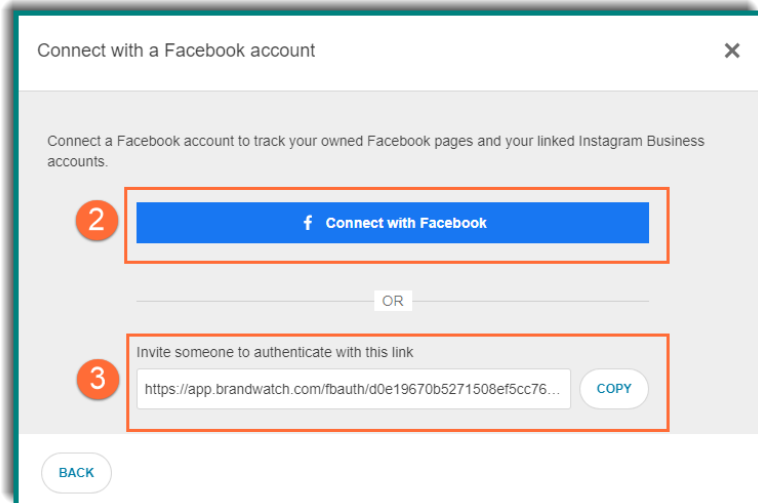 Connect with a Facebook account
Connect a Facebook account to track your owned Facebook pages and your linked Instagram Business
accounts.
2
Connect with Facebook
OR
Invite someone to authenticate with this link
3
https://app.brandwatch.com/fbauth/d0e19670b5271508ef5cc76... COPY
BACK